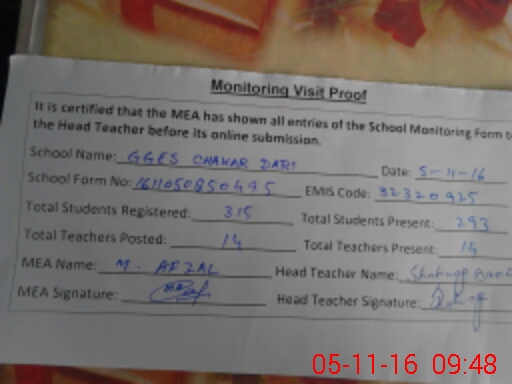 Monitoring Visit Proof
It is certified that the MEA has shown all entries of the School Monitoring Form to
the Head Teacher before its online submission.
School Name: GGES CHAKAR DARI Date: 5-11-16
School Form No: 1611050850495 EMIS Code: 32320925
Total Students Registered: 315 Total Students Present: 293
Total Teachers Posted: 14 Total Teachers Present: 14
MEA Name: M. AFZAL Head Teacher Name:
MEA Signature: Head Teacher Signature:
05-11-16 09:48